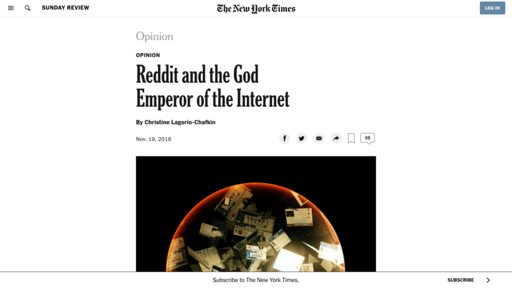 SUNDAY REVIEW
The New York Times
LOG IN
Opinion
OPINION
Reddit and the God
Emperor of the Internet
By Christine Lagorio-Chafkin
Nov. 19, 2016
98
Subscribe to The New York Times.
SUBSCRIBE